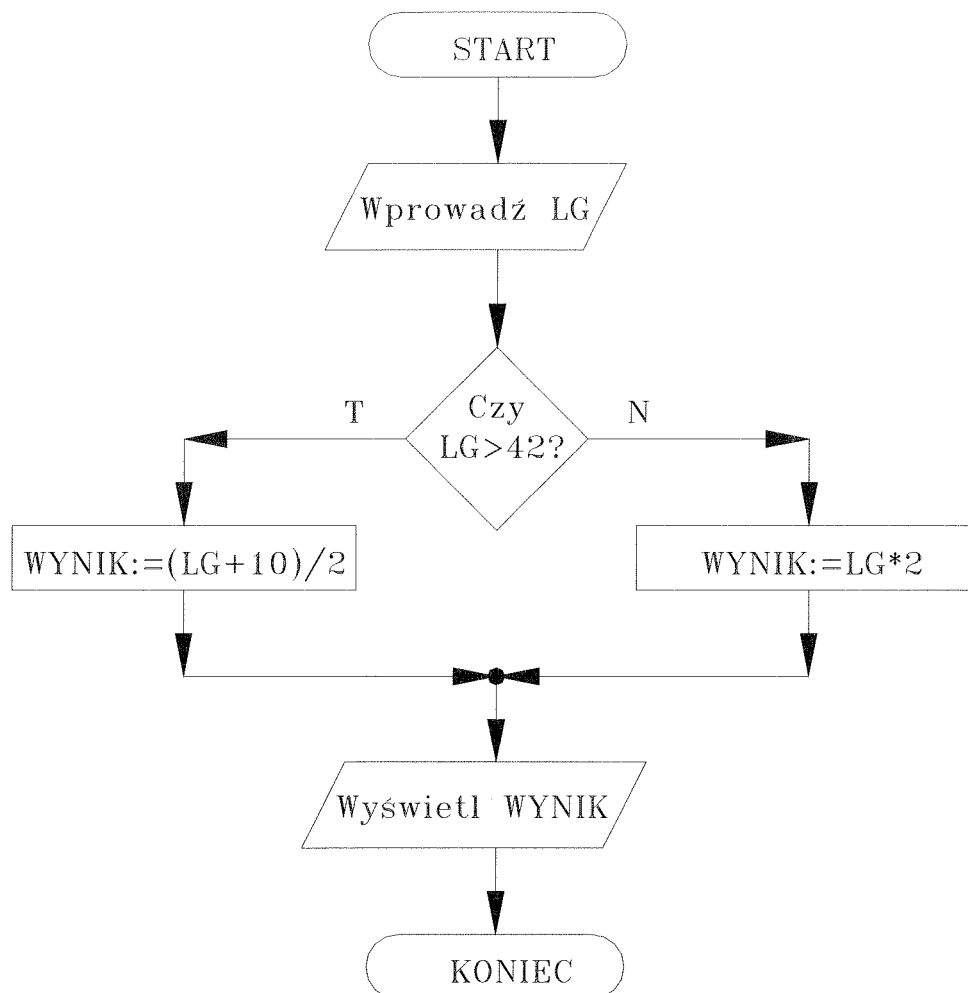 START
Wprowadź LG
T
Czy
N
LG>42?
WYNIK:=(LG+10)/2
WYNIK:=LG*2
Wyświetl WYNIK
KONIEC